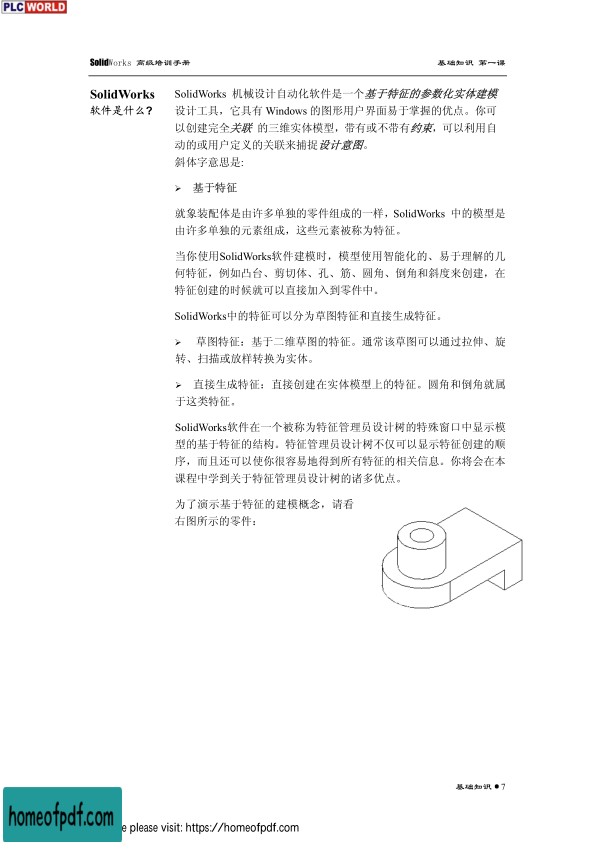 PLC WORLD
SolidWorks 高级培训手册
基础知识 第一课
SolidWorks
软件是什么?
SolidWorks 机械设计自动化软件是一个基于特征的参数化实体建模
设计工具，它具有 Windows 的图形用户界面易于掌握的优点。你可
以创建完全关联 的三维实体模型，带有或不带有约束，可以利用自
动的或用户定义的关联来捕捉设计意图。
斜体字意思是:
➢ 基于特征
就象装配体是由许多单独的零件组成的一样，SolidWorks 中的模型是
由许多单独的元素组成，这些元素被称为特征。
当你使用SolidWorks软件建模时，模型使用智能化的、易于理解的几
何特征，例如凸台、剪切体、孔、筋、圆角、倒角和斜度来创建，在
特征创建的时候就可以直接加入到零件中。
SolidWorks中的特征可以分为草图特征和直接生成特征。
➢ 草图特征：基于二维草图的特征。通常该草图可以通过拉伸、旋
转、扫描或放样转换为实体。
➢ 直接生成特征：直接创建在实体模型上的特征。圆角和倒角就属
于这类特征。
SolidWorks软件在一个被称为特征管理员设计树的特殊窗口中显示模
型的基于特征的结构。特征管理员设计树不仅可以显示特征创建的顺
序，而且还可以使你很容易地得到所有特征的相关信息。你将会在本
课程中学到关于特征管理员设计树的诸多优点。
为了演示基于特征的建模概念，请看
右图所示的零件：
基础知识 ● 7
homeofpdf.com
e please visit: https://homeofpdf.com